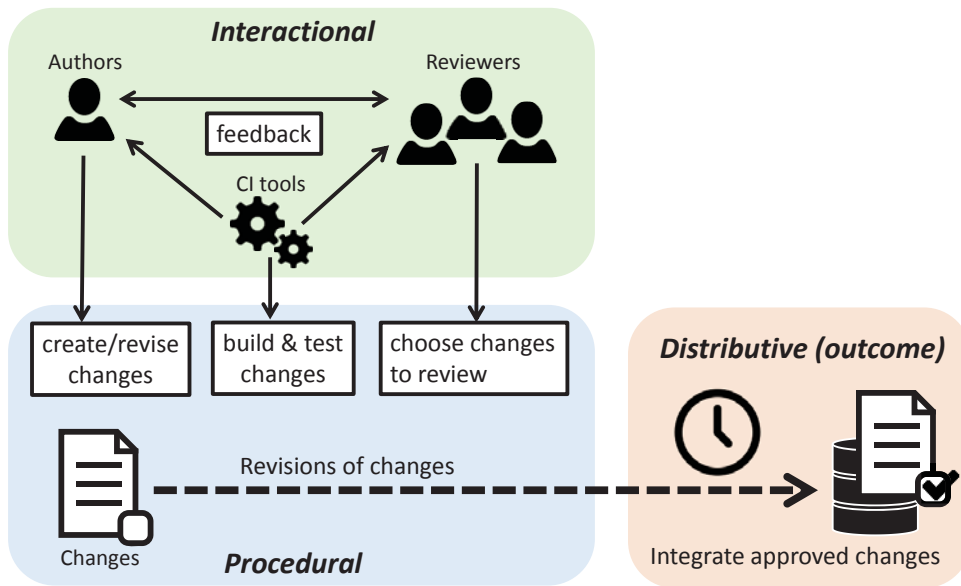 Interactional
Authors
Reviewers
feedback
CI tools
create/revise
changes
build & test
changes
choose changes
to review
Distributive (outcome)
Revisions of changes
Changes
Procedural
Integrate approved changes